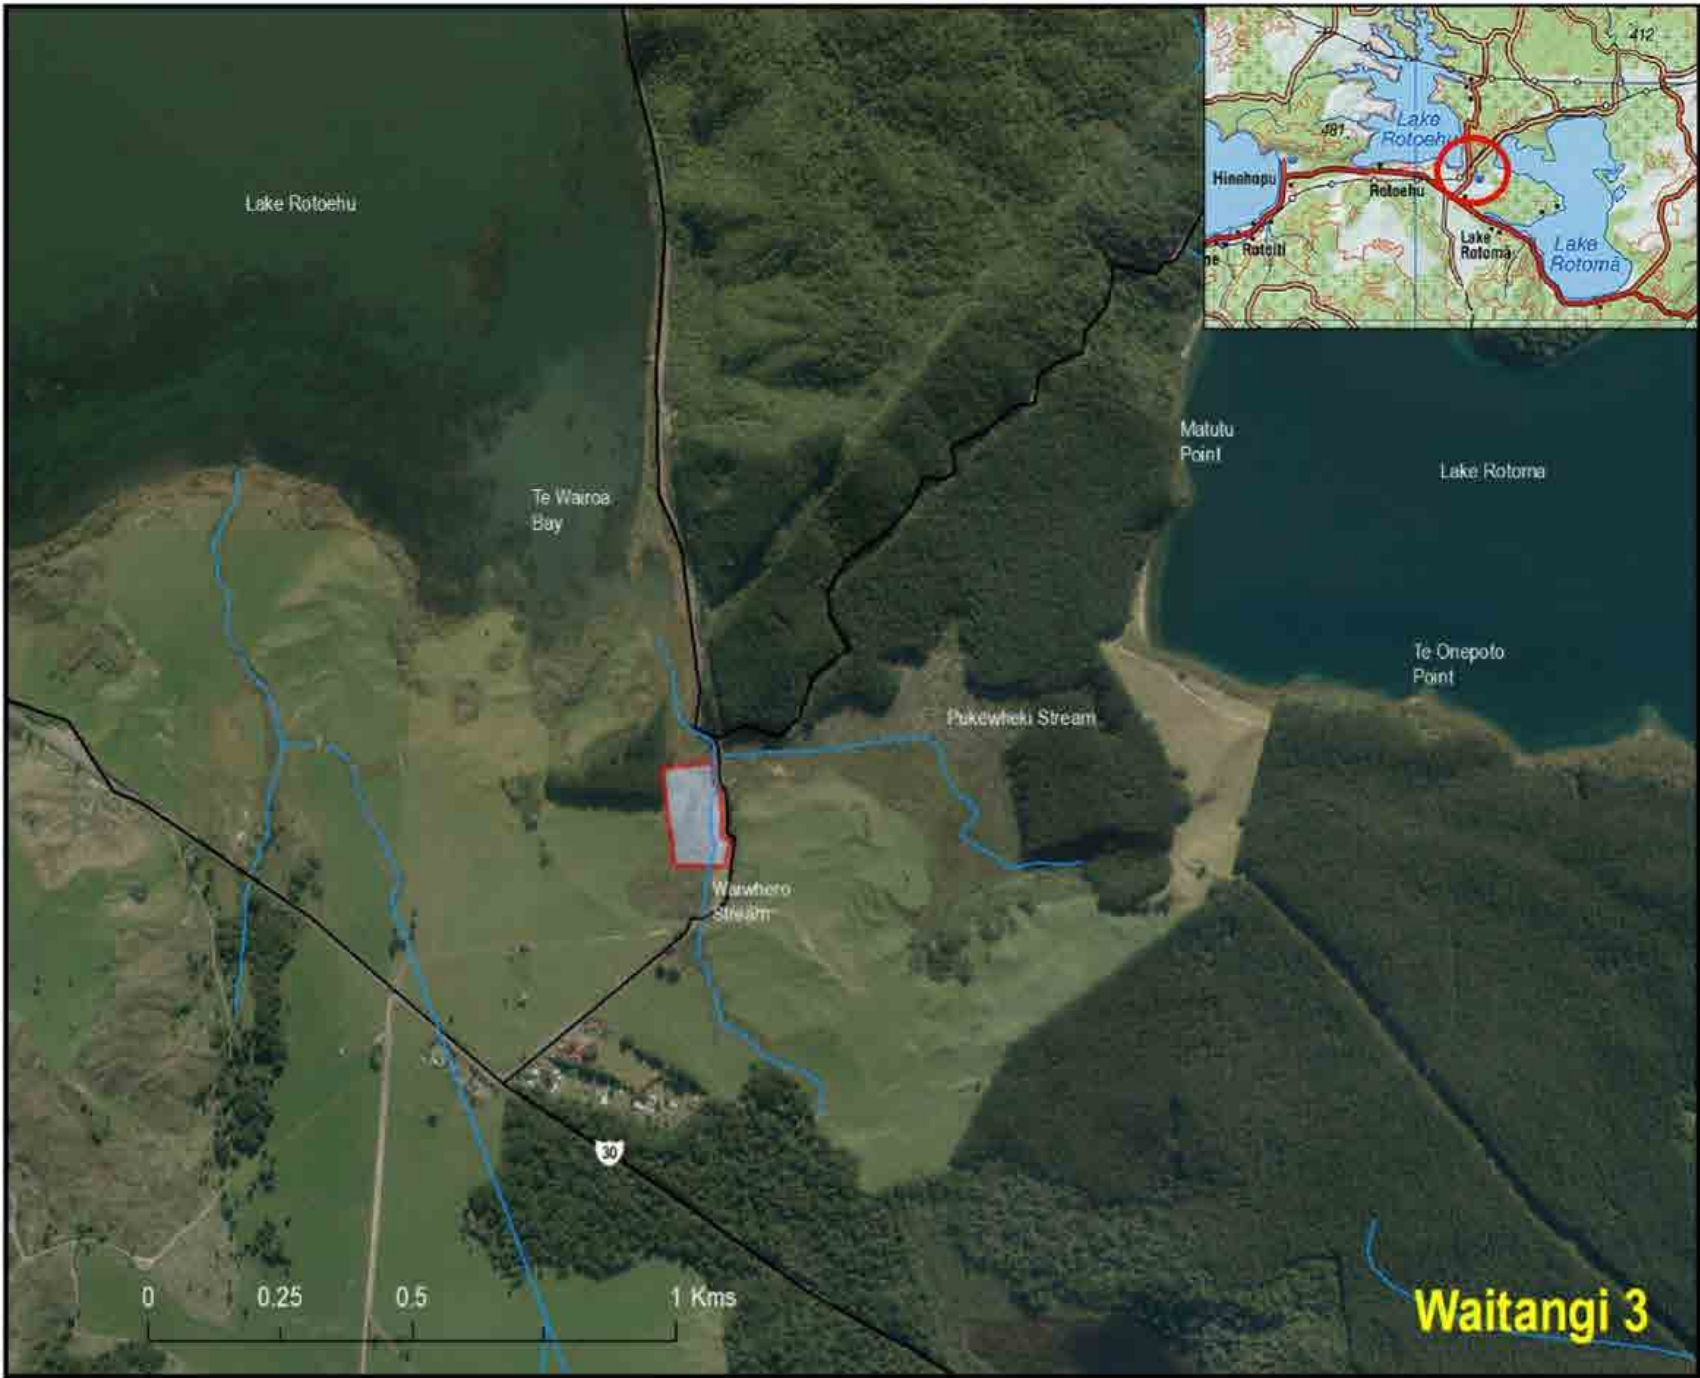 412
Lake
Rotoehu
481
Hinehopu
Rotoehu
Rotoiti
Lake
Rotomā
Lake
Rotomā
Lake Rotoehu
Matutu
Point
Lake Rotoma
Te Wairoa
Bay
Te Onepoto
Point
Pukewheki Stream
Waiwhero
Stream
30
0 0.25 0.5 1 Kms
Waitangi 3